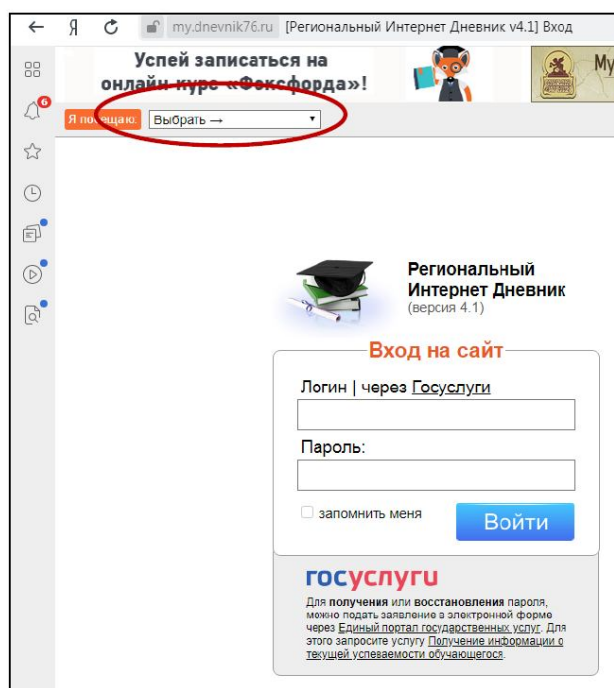 my.dnevnik76.ru [Региональный Интернет Дневник v4.1] Вход
Успей записаться на
онлайн-курс «Фоксфорда»!
Му
6
Я посещаю: Выбрать →
Региональный
Интернет Дневник
(версия 4.1)
Вход на сайт
Логин | через Госуслуги
Пароль:
запомнить меня
Войти
госуслуги
Для получения или восстановления пароля,
можно подать заявление в электронной форме
через Единый портал государственных услуг. Для
этого запросите услугу Получение информации о
текущей успеваемости обучающегося.